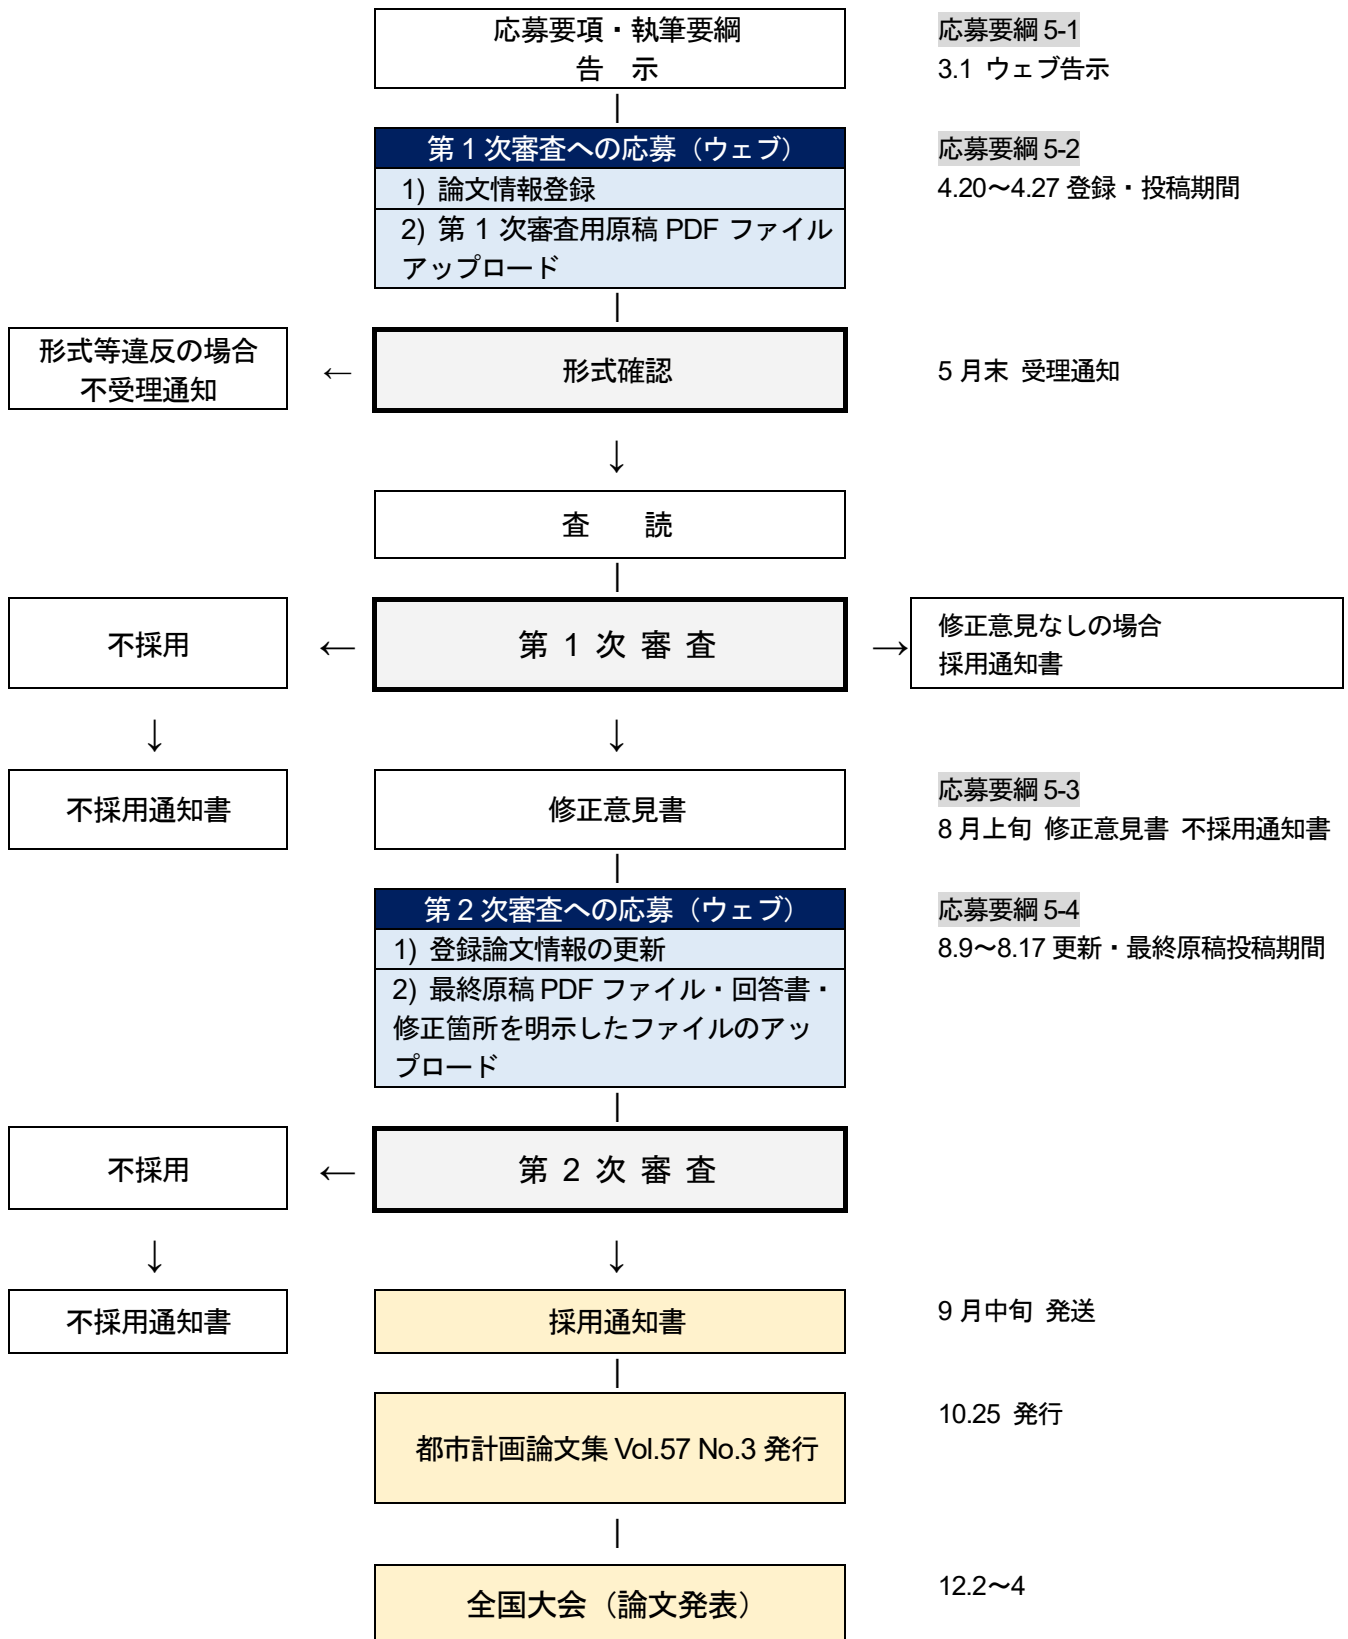 応募要項・執筆要綱
告　示
応募要綱 5-1
3.1 ウェブ告示
第 1 次審査への応募（ウェブ）
1) 論文情報登録
2) 第 1 次審査用原稿 PDF ファイル
アップロード
応募要綱 5-2
4.20～4.27 登録・投稿期間
形式等違反の場合
不受理通知
←
形式確認
5 月末 受理通知
↓
査　　読
不採用
←
第 1 次 審 査
→
修正意見なしの場合
採用通知書
↓
↓
不採用通知書
修正意見書
応募要綱 5-3
8 月上旬 修正意見書 不採用通知書
第 2 次審査への応募（ウェブ）
1) 登録論文情報の更新
2) 最終原稿 PDF ファイル・回答書・
修正箇所を明示したファイルのアッ
プロード
応募要綱 5-4
8.9～8.17 更新・最終原稿投稿期間
不採用
←
第 2 次 審 査
↓
↓
不採用通知書
採用通知書
9 月中旬 発送
都市計画論文集 Vol.57 No.3 発行
10.25 発行
全国大会（論文発表）
12.2～4